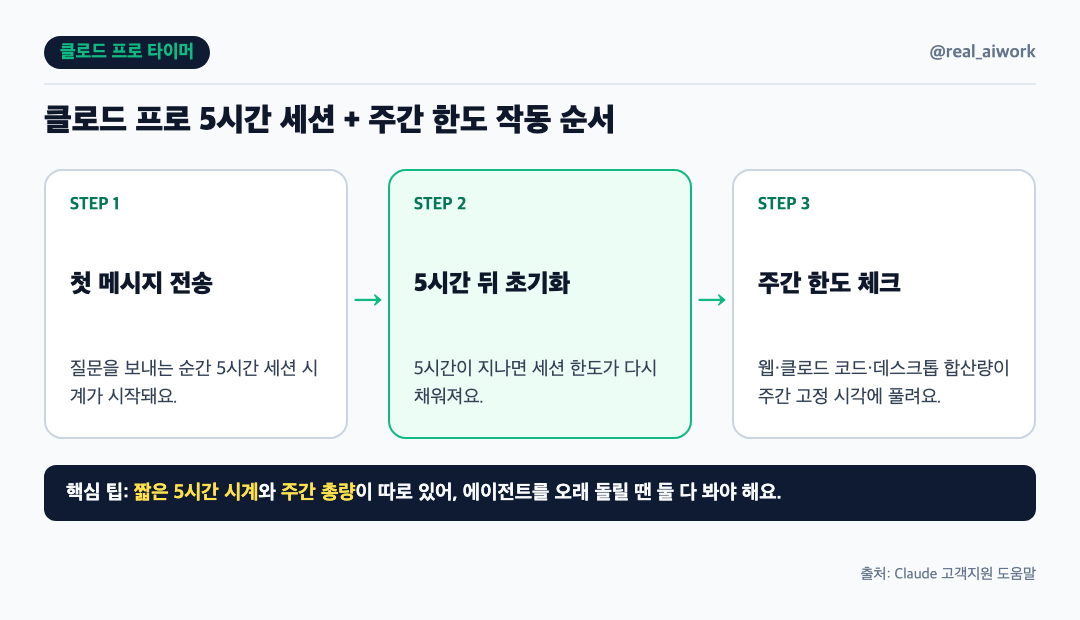 클로드 프로 타이머
@real_aiwork
클로드 프로 5시간 세션 + 주간 한도 작동 순서
STEP 1
첫 메시지 전송
질문을 보내는 순간 5시간 세션 시
계가 시작돼요.
→
STEP 2
5시간 뒤 초기화
5시간이 지나면 세션 한도가 다시
채워져요.
→
STEP 3
주간 한도 체크
웹·클로드 코드·데스크톱 합산량이
주간 고정 시각에 풀려요.
핵심 팁: 짧은 5시간 시계와 주간 총량이 따로 있어, 에이전트를 오래 돌릴 땐 둘 다 봐야 해요.
출처: Claude 고객지원 도움말